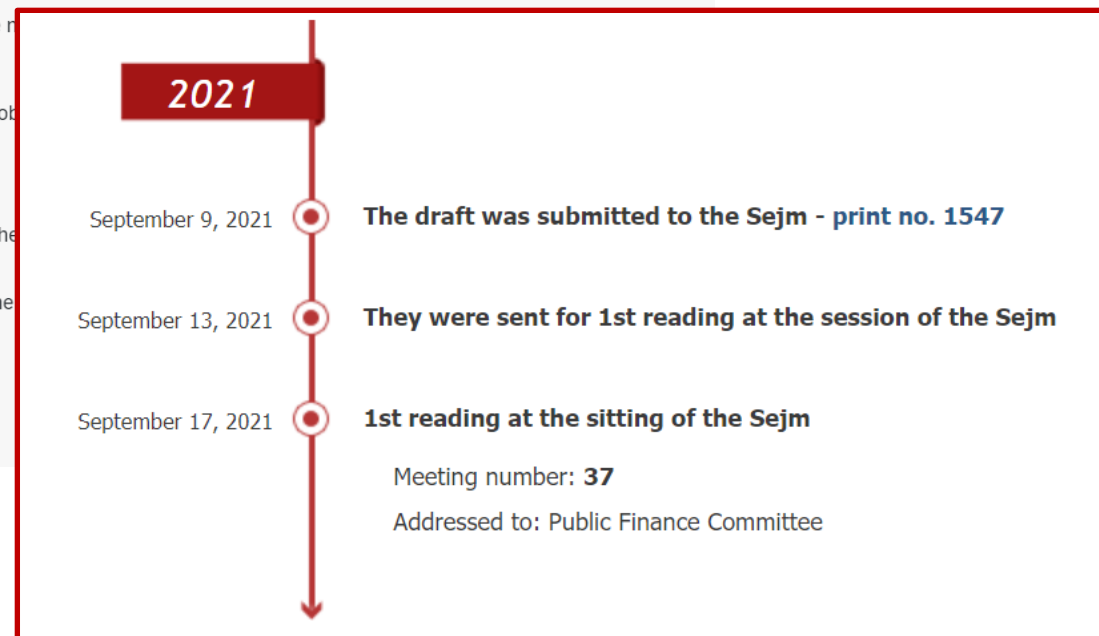 2021
September 9, 2021 The draft was submitted to the Sejm - print no. 1547
September 13, 2021 They were sent for 1st reading at the session of the Sejm
September 17, 2021 1st reading at the sitting of the Sejm
Meeting number: 37
Addressed to: Public Finance Committee